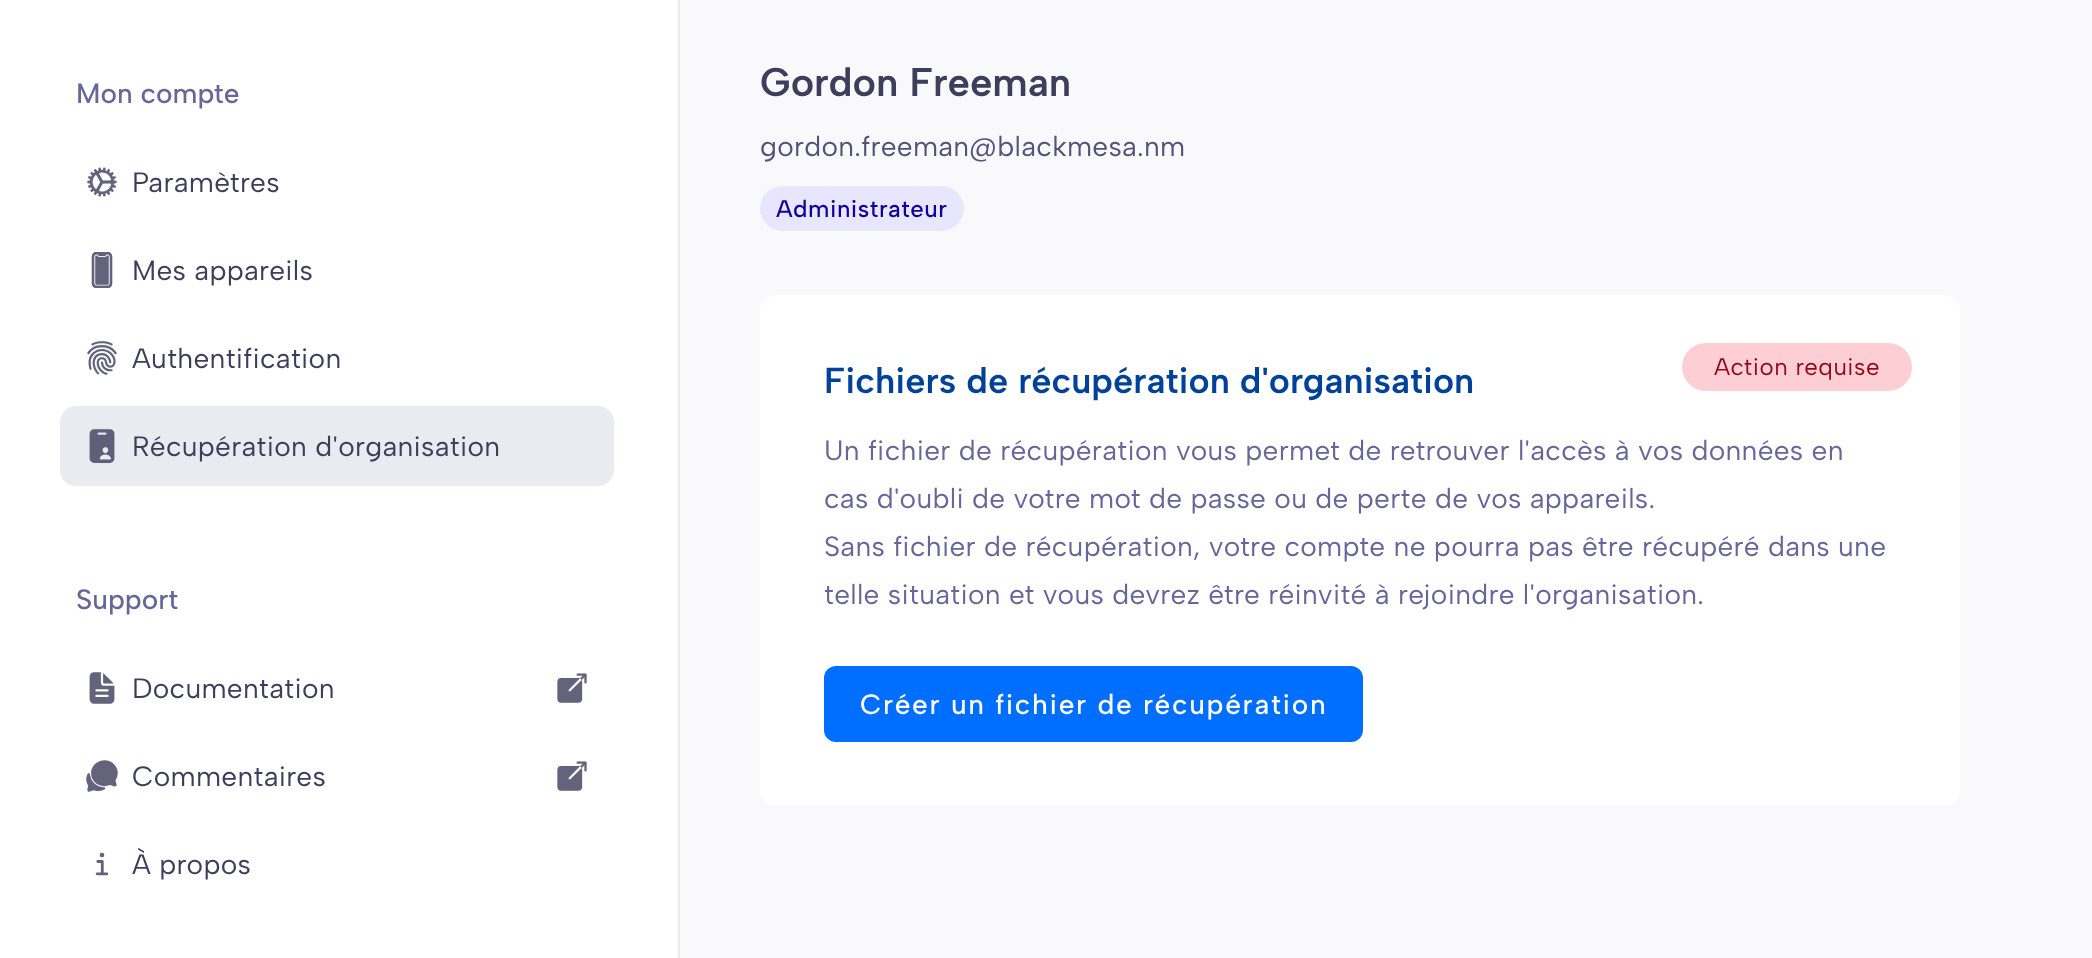 Mon compte
Paramètres
Mes appareils
Authentification
Récupération d'organisation
Support
Documentation
Commentaires
À propos
Gordon Freeman
gordon.freeman@blackmesa.nm
Administrateur
Fichiers de récupération d'organisation
Action requise
Un fichier de récupération vous permet de retrouver l'accès à vos données en
cas d'oubli de votre mot de passe ou de perte de vos appareils.
Sans fichier de récupération, votre compte ne pourra pas être récupéré dans une
telle situation et vous devrez être réinvité à rejoindre l'organisation.
Créer un fichier de récupération